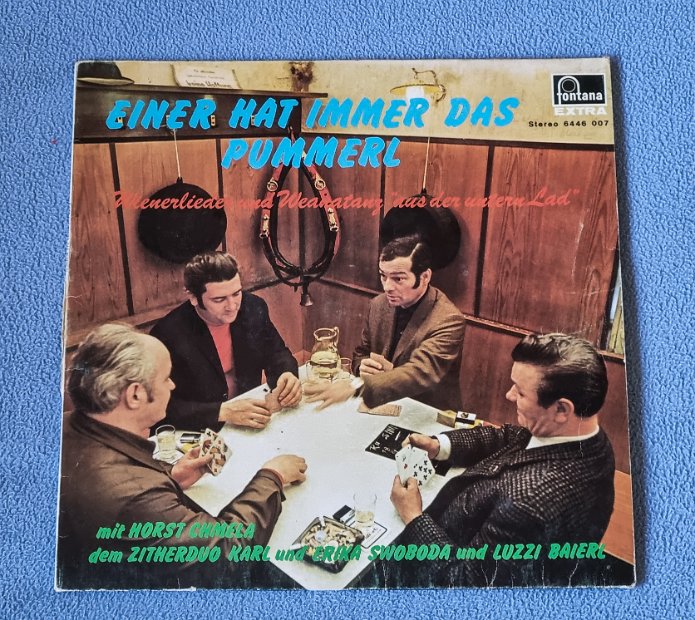 EINER HAT IMMER DAS
PUMMERL
Wienerlieder und Weanatanz "aus der untern Lad"
fontana
EXTRA
Stereo 6446 007
mit HORST CHMELA
dem ZITHERDUO KARL und ERIKA SWOBODA und LUZZI BAIERL